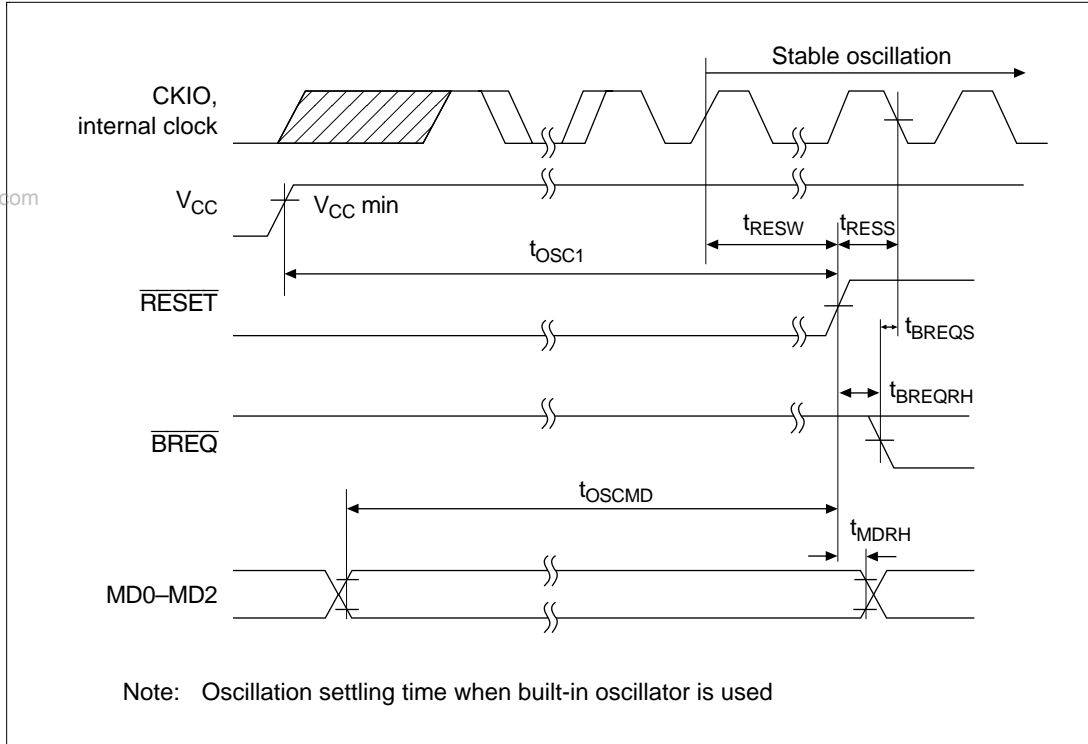 Stable oscillation
CKIO,
internal clock
com
VCC
VCC min
tRESW
tRESS
tOSC1
RESET
tBREQS
tBREQRH
BREQ
tOSCMD
tMDRH
MD0–MD2
Note: Oscillation settling time when built-in oscillator is used